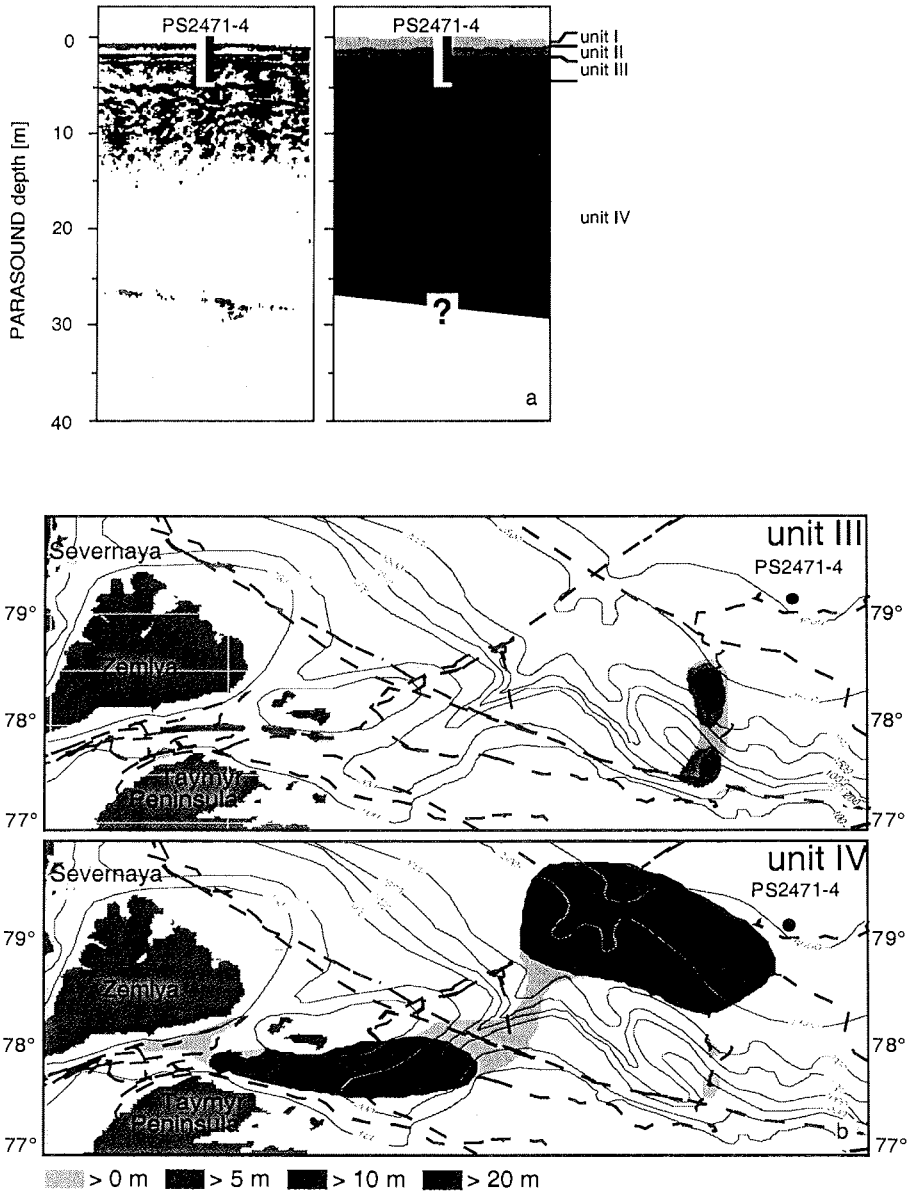 PS2471-4
PS2471-4
0
10
20
30
40
PARASOUND depth [m]
unit I
unit II
unit III
unit IV
?
a
unit III
PS2471-4
Severnaya
Zemlya
Taymyr
Peninsula
79°
78°
77°
79°
78°
77°
unit IV
PS2471-4
Severnaya
Zemlya
Taymyr
Peninsula
79°
78°
77°
79°
78°
77°
b
> 0 m
> 5 m
> 10 m
> 20 m